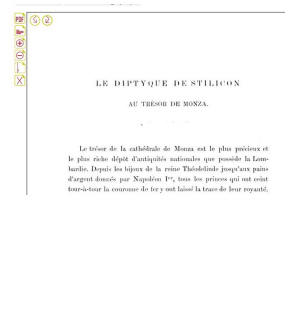 PDF
LE DIPTYQUE DE STILICON
AU TRÉSOR DE MONZA.
Le trésor de la cathédrale de Monza est le plus précieux et
le plus riche dépôt d'antiquités nationales que possède la Lom-
bardie. Depuis les bijoux de la reine Théodelinde jusqu'aux pains
d'argent donnés par Napoléon Ier, tous les princes qui ont ceint
tour-à-tour la couronne de fer y ont laissé la trace de leur royauté.